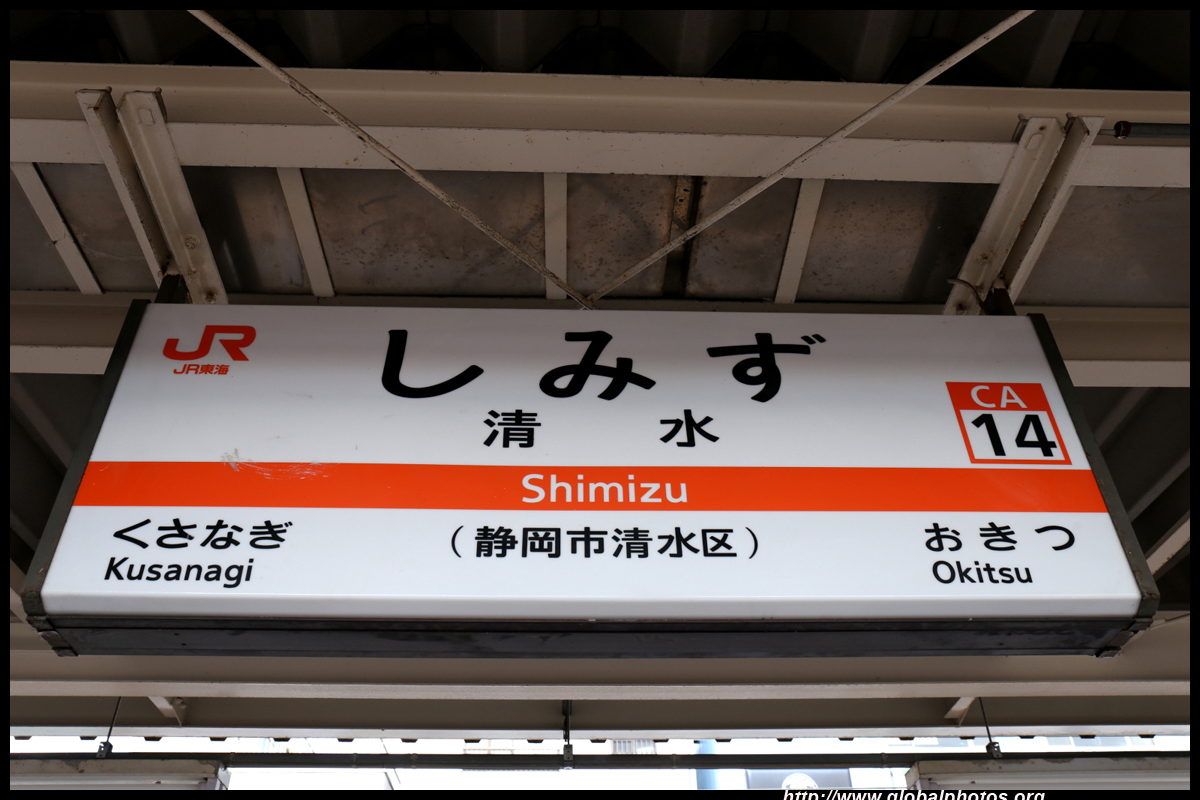 JR
JR東海
しみず
清水
CA
14
Shimizu
くさなぎ
Kusanagi
(静岡市清水区)
おきつ
Okitsu
http://www.globalphotos.org